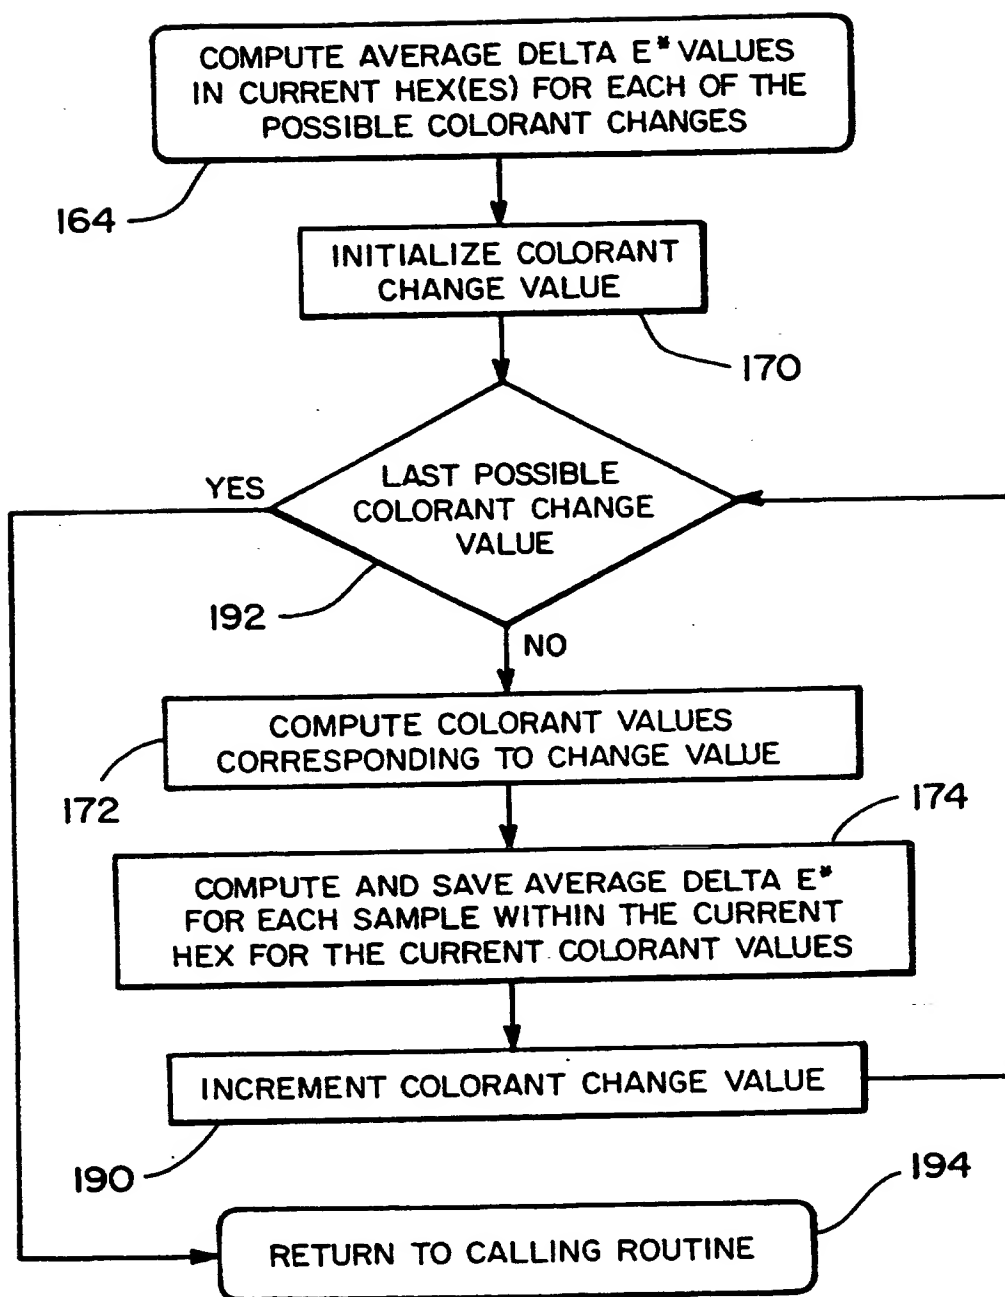 COMPUTE AVERAGE DELTA E* VALUES
IN CURRENT HEX(ES) FOR EACH OF THE
POSSIBLE COLORANT CHANGES
164
INITIALIZE COLORANT
CHANGE VALUE
170
LAST POSSIBLE
COLORANT CHANGE
VALUE
YES
192
NO
COMPUTE COLORANT VALUES
CORRESPONDING TO CHANGE VALUE
172
174
COMPUTE AND SAVE AVERAGE DELTA E*
FOR EACH SAMPLE WITHIN THE CURRENT
HEX FOR THE CURRENT COLORANT VALUES
INCREMENT COLORANT CHANGE VALUE
190
194
RETURN TO CALLING ROUTINE